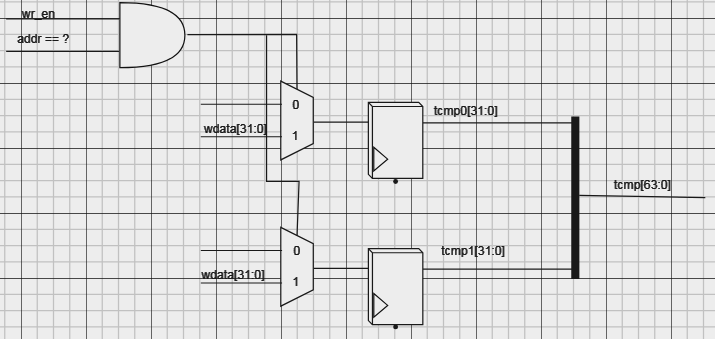 wr_en
addr == ?
0
wdata[31:0]
1
tcmp0[31:0]
tcmp[63:0]
0
wdata[31:0]
1
tcmp1[31:0]